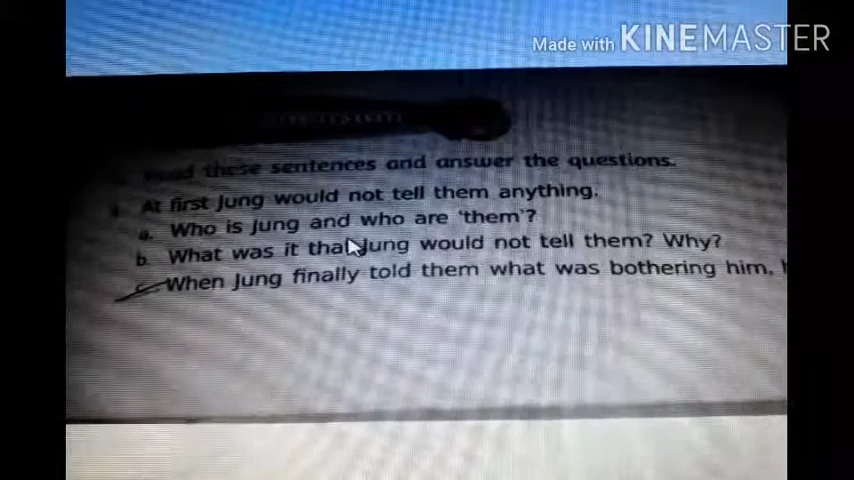 Made with KINEMASTER
Read these sentences and answer the questions.
At first Jung would not tell them anything.
a. Who is Jung and who are 'them'?
b. What was it that Jung would not tell them? Why?
c. When Jung finally told them what was bothering him,